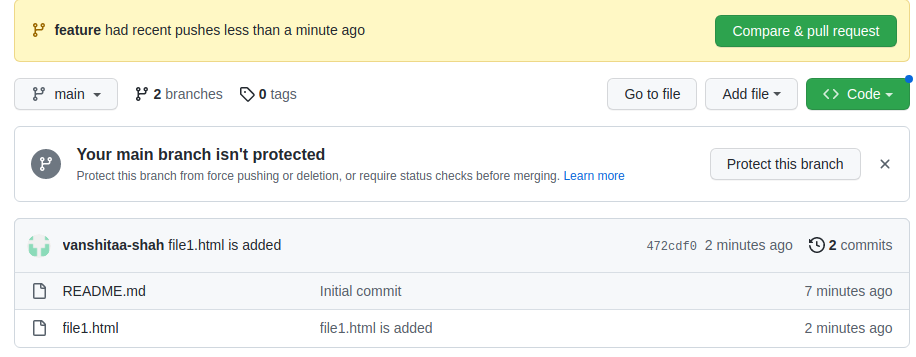 feature had recent pushes less than a minute ago Compare & pull request
main 2 branches 0 tags Go to file Add file Code
Your main branch isn't protected
Protect this branch from force pushing or deletion, or require status checks before merging. Learn more
Protect this branch
vanshitaa-shah file1.html is added 472cdf0 2 minutes ago 2 commits
README.md Initial commit 7 minutes ago
file1.html file1.html is added 2 minutes ago